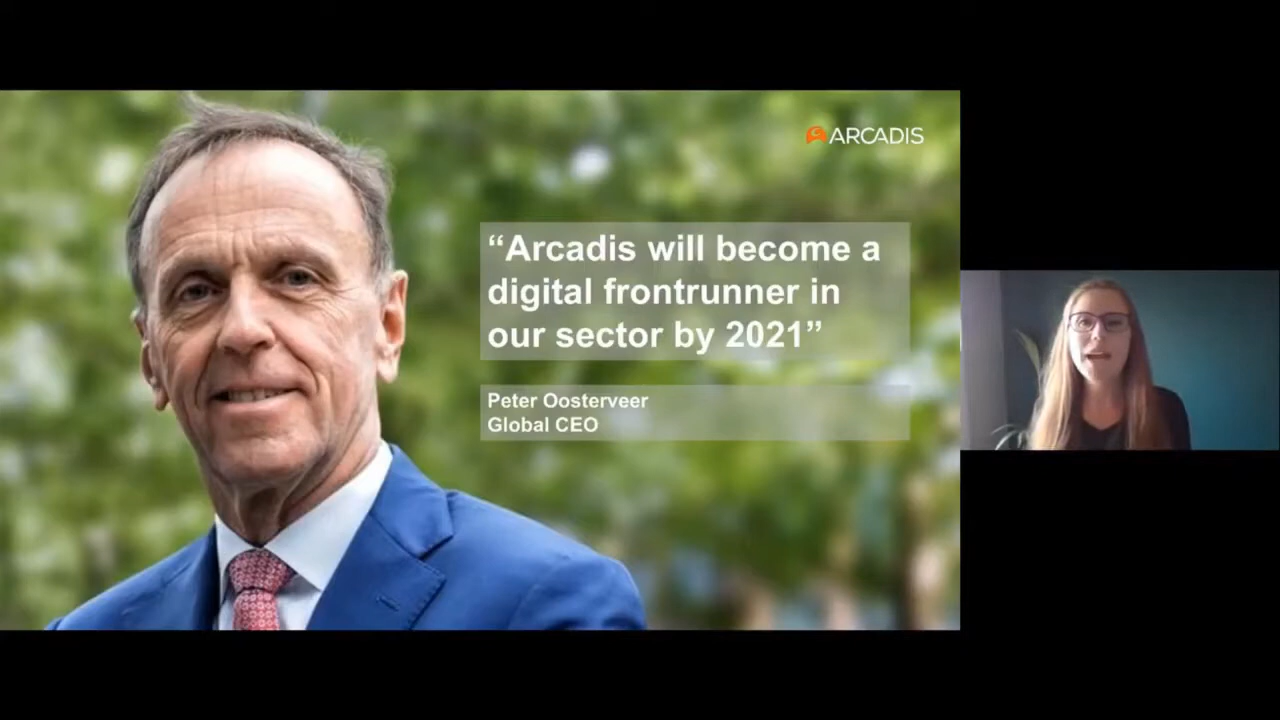 ARCADIS
“Arcadis will become a
digital frontrunner in
our sector by 2021”
Peter Oosterveer
Global CEO